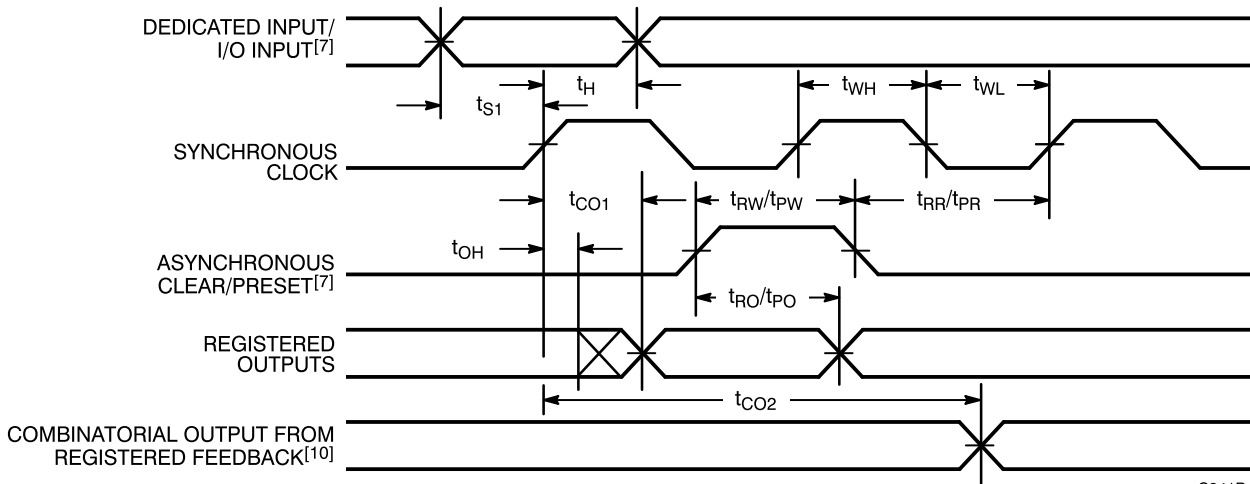 DEDICATED INPUT/
I/O INPUT[7]
tH
tWH
tWL
tS1
SYNCHRONOUS
CLOCK
tCO1
tRW/tPW
tRR/tPR
tOH
ASYNCHRONOUS
CLEAR/PRESET[7]
tRO/tPO
REGISTERED
OUTPUTS
tCO2
COMBINATORIAL OUTPUT FROM
REGISTERED FEEDBACK[10]